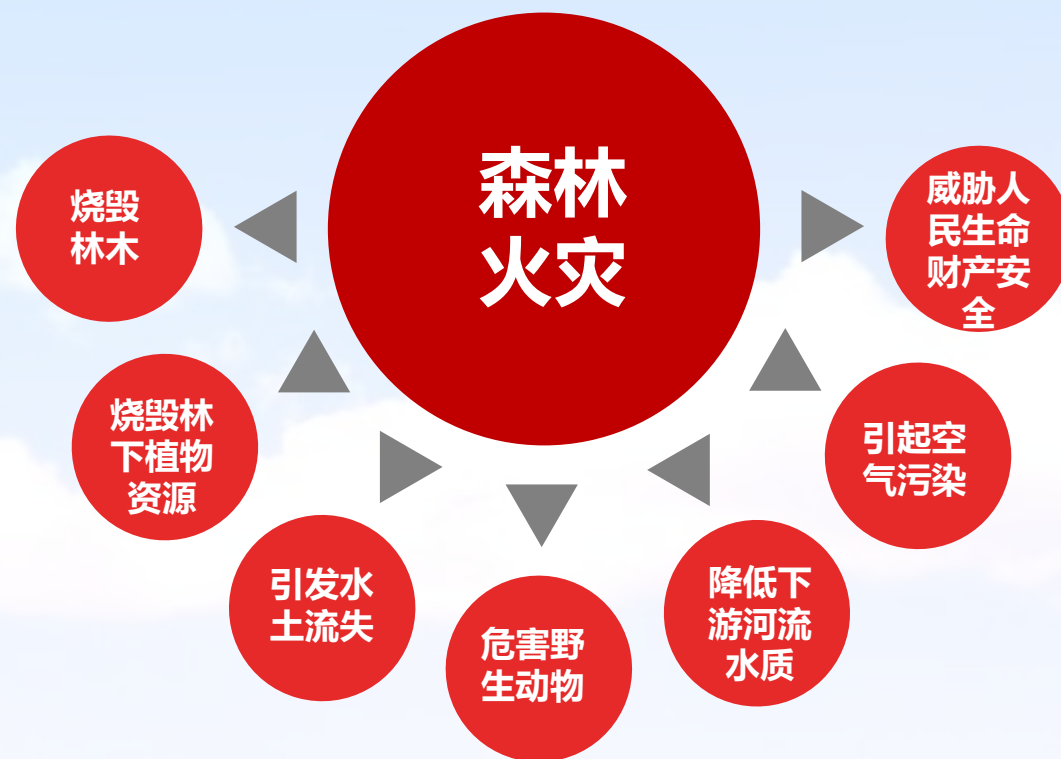 森林
火灾
烧毁
林木
烧毁林
下植物
资源
引发水
土流失
危害野
生动物
降低下
游河流
水质
引起空
气污染
威胁人
民生命
财产安
全